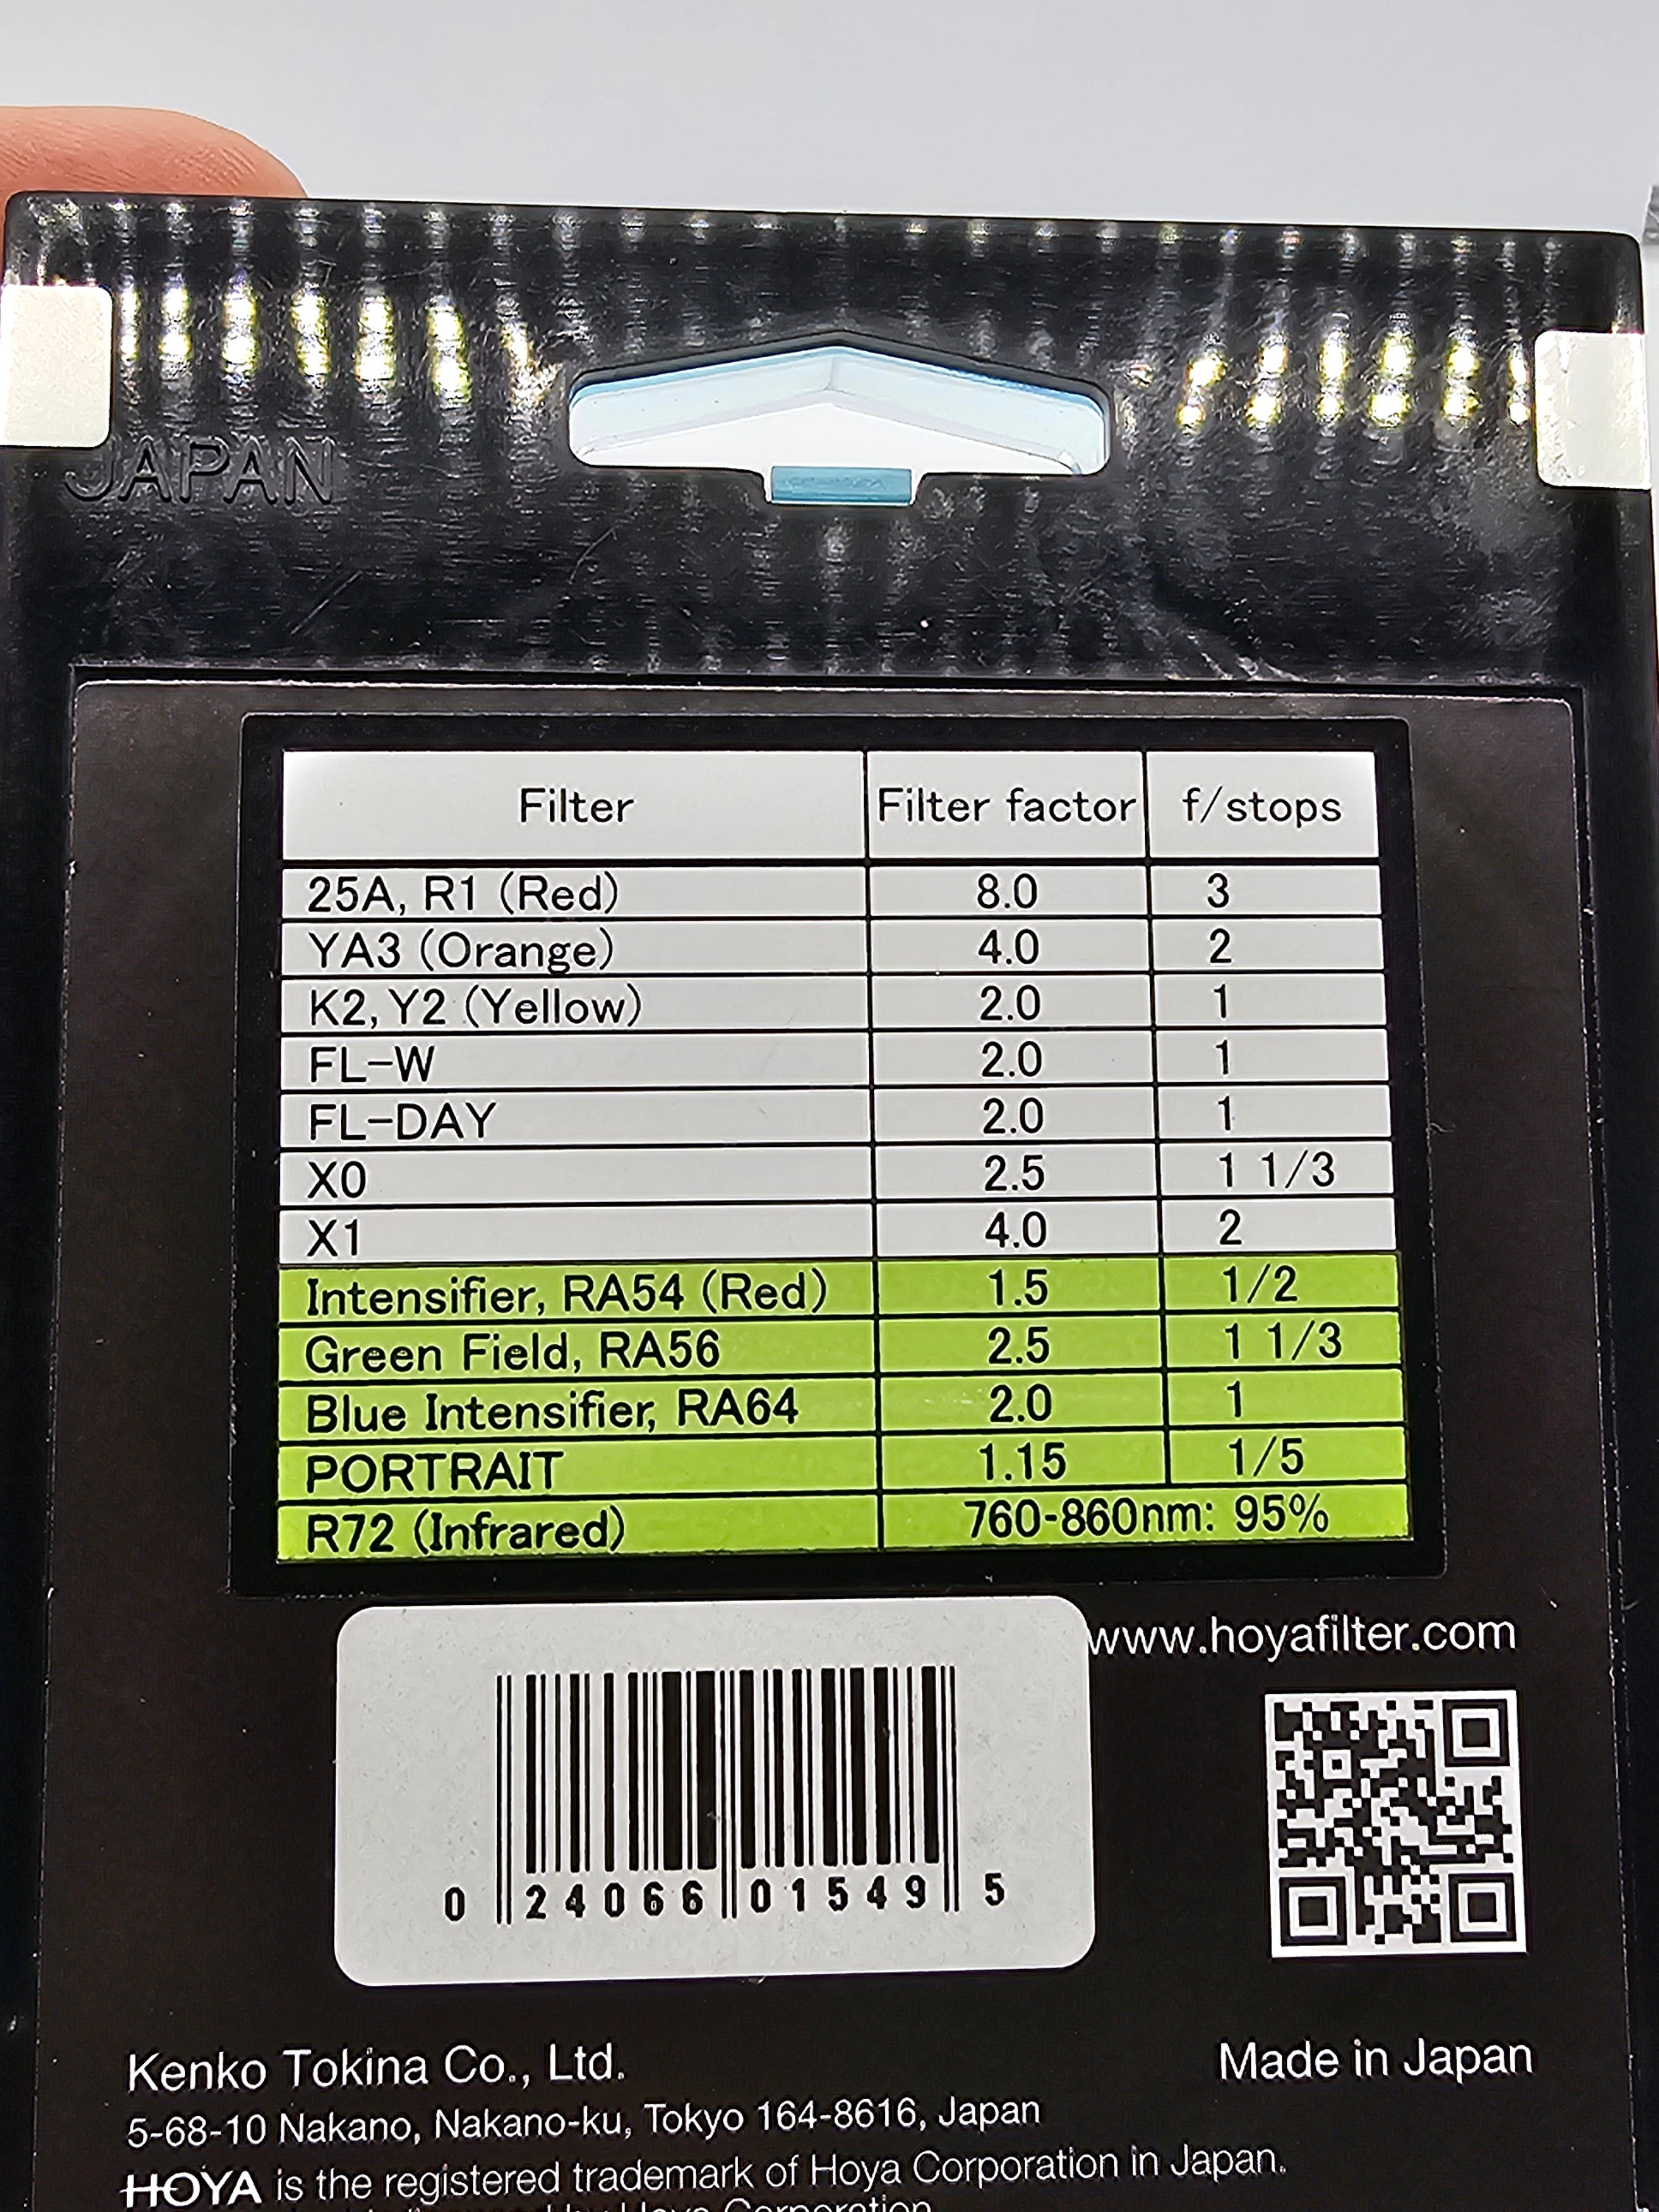 JAPAN
Filter Filter factor f/stops
25A, R1 (Red) 8.0 3
YA3 (Orange) 4.0 2
K2, Y2 (Yellow) 2.0 1
FL-W 2.0 1
FL-DAY 2.0 1
X0 2.5 1 1/3
X1 4.0 2
Intensifier, RA54 (Red) 1.5 1/2
Green Field, RA56 2.5 1 1/3
Blue Intensifier, RA64 2.0 1
PORTRAIT 1.15 1/5
R72 (Infrared) 760-860nm: 95%
www.hoyafilter.com
0 24066 01549 5
Kenko Tokina Co., Ltd.
Made in Japan
5-68-10 Nakano, Nakano-ku, Tokyo 164-8616, Japan
HOYA is the registered trademark of Hoya Corporation in Japan.
by Hoya Corporation